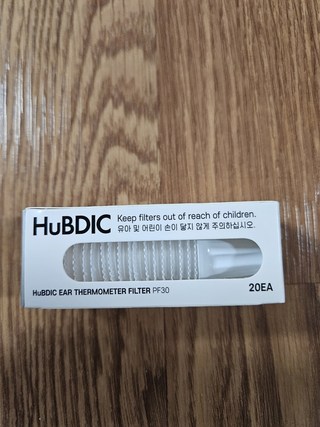 HuBDIC
Keep filters out of reach of children.
유아 및 어린이 손이 닿지 않게 주의하십시오.
HuBDIC EAR THERMOMETER FILTER PF30
20EA